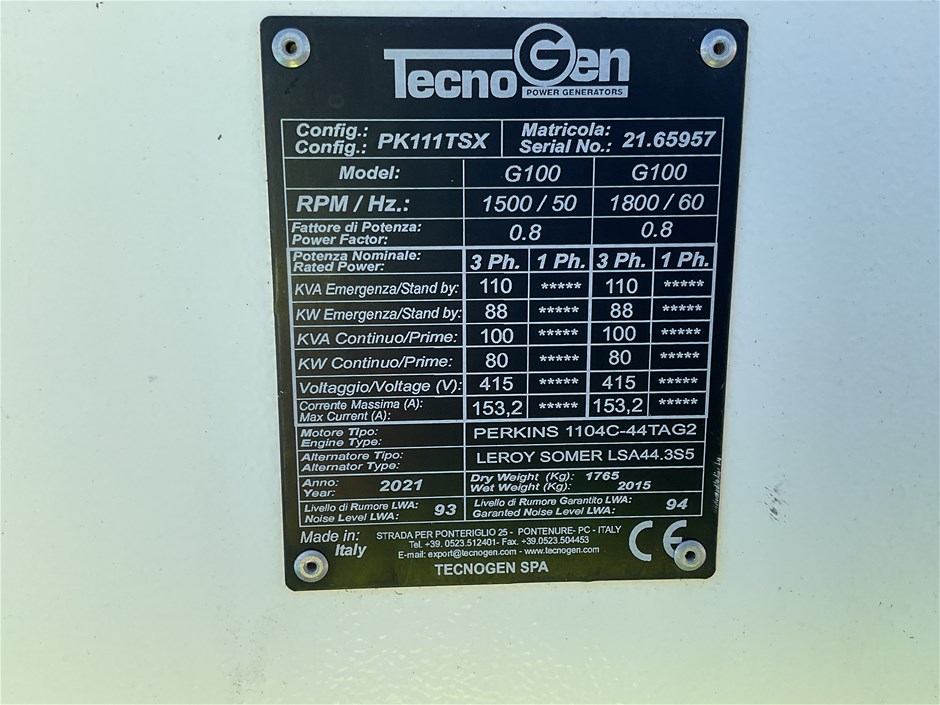 TecnoGen
POWER GENERATORS
Config.: Config.: PK111TSX Matricola: Serial No.: 21.65957
Model: G100 G100
RPM / Hz.: 1500 / 50 1800 / 60
Fattore di Potenza: Power Factor: 0.8 0.8
Potenza Nominale: Rated Power: 3 Ph. 1 Ph. 3 Ph. 1 Ph.
KVA Emergenza/Stand by: 110 ***** 110 *****
KW Emergenza/Stand by: 88 ***** 88 *****
KVA Continuo/Prime: 100 ***** 100 *****
KW Continuo/Prime: 80 ***** 80 *****
Voltaggio/Voltage (V): 415 ***** 415 *****
Corrente Massima (A): Max Current (A): 153,2 ***** 153,2 *****
Motore Tipo: Engine Type: PERKINS 1104C-44TAG2
Alternatore Tipo: Alternator Type: LEROY SOMER LSA44.3S5
Anno: Year: 2021 Dry Weight (Kg): 1765
Wet Weight (Kg): 2015
Livello di Rumore LWA: Noise Level LWA: 93 Livello di Rumore Garantito LWA: Garanted Noise Level LWA: 94
Made in: Italy
STRADA PER PONTERIGLIO 25 - PONTENURE- PC - ITALY
Tel. +39. 0523.512401- Fax. +39.0523.504453
E-mail: export@tecnogen.com - www.tecnogen.com
TECNOGEN SPA
CE